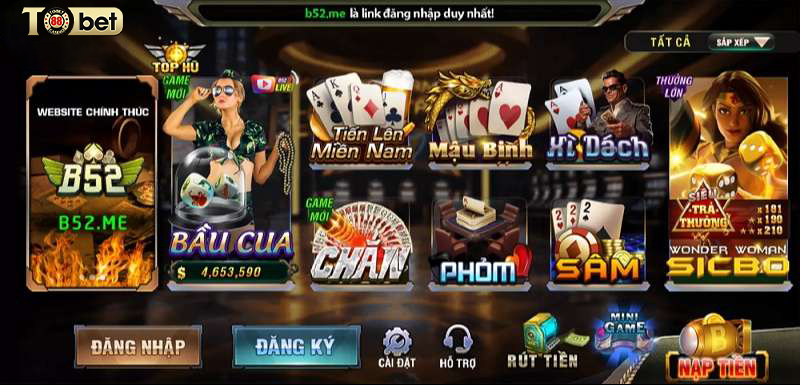 TO88bet
b52.me là link đăng nhập duy nhất!
TẤT CẢ
SẮP XẾP
TOP HŨ
WEBSITE CHÍNH THỨC
B52
B52.ME
GAME MỚI
B52 LIVE
BẦU CUA
$ 4,653,590
Tiến Lên
Miền Nam
Mậu Binh
Xì Dách
GAME MỚI
CHẮN
PHỎM
SÂM
THƯỞNG LỚN
SIÊU
TRẢ
THƯỞNG
x 191
x 190
x 210
WONDER WOMAN
SICBO
ĐĂNG NHẬP
ĐĂNG KÝ
CÀI ĐẶT
HỖ TRỢ
RÚT TIỀN
MINI
GAME
NẠP TIỀN